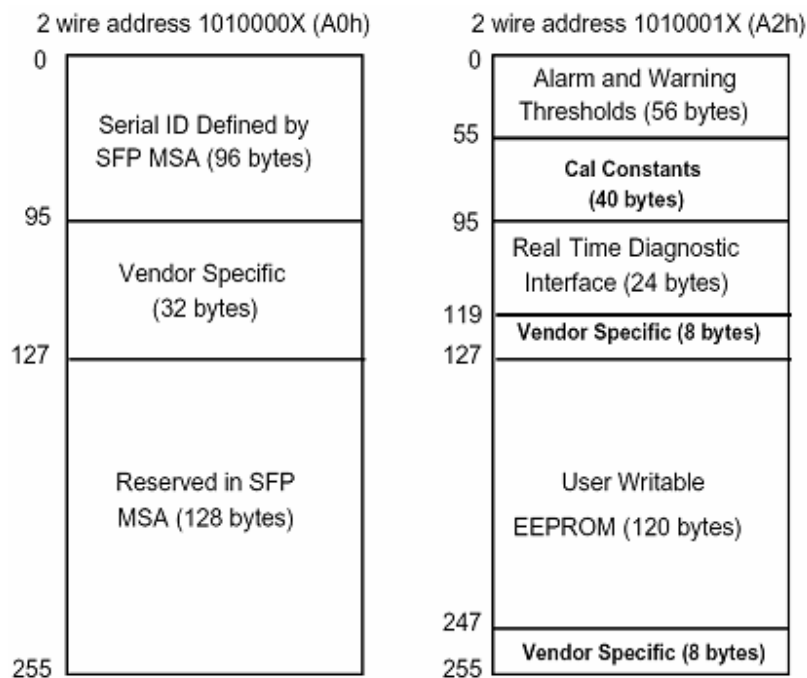 2 wire address 1010000X (A0h)
0
Serial ID Defined by
SFP MSA (96 bytes)
95
Vendor Specific
(32 bytes)
127
Reserved in SFP
MSA (128 bytes)
255
2 wire address 1010001X (A2h)
0
Alarm and Warning
Thresholds (56 bytes)
55
Cal Constants
(40 bytes)
95
Real Time Diagnostic
Interface (24 bytes)
119
Vendor Specific (8 bytes)
127
User Writable
EEPROM (120 bytes)
247
Vendor Specific (8 bytes)
255